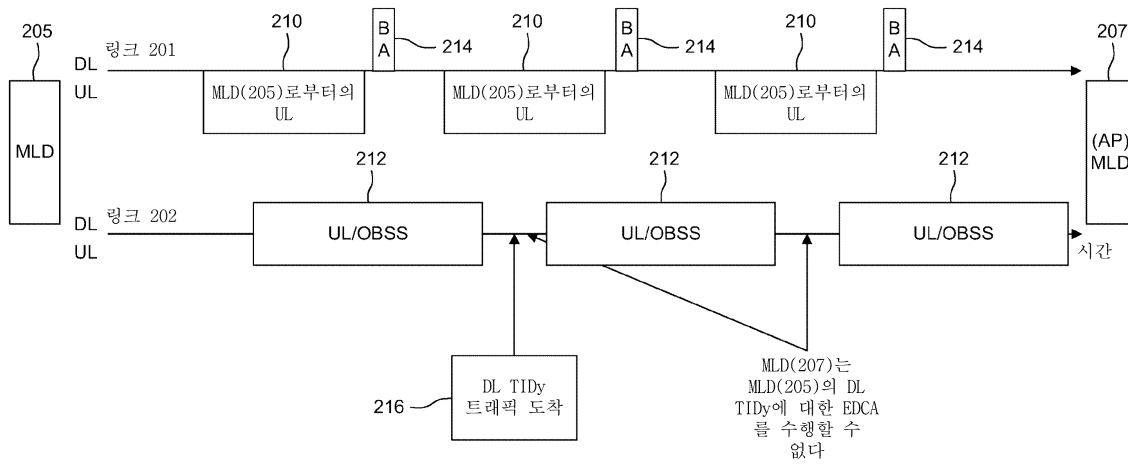 205
DL
링크 201
UL
210
B
A
214
210
B
A
214
210
B
A
214
207
MLD(205)로부터의
UL
MLD(205)로부터의
UL
MLD(205)로부터의
UL
MLD
(AP)
MLD
DL
링크 202
UL
212
UL/OBSS
212
UL/OBSS
212
UL/OBSS
시간
216
DL TIDy
트래픽 도착
MLD(207)는
MLD(205)의 DL
TIDy에 대한 EDCA
를 수행할 수
없다